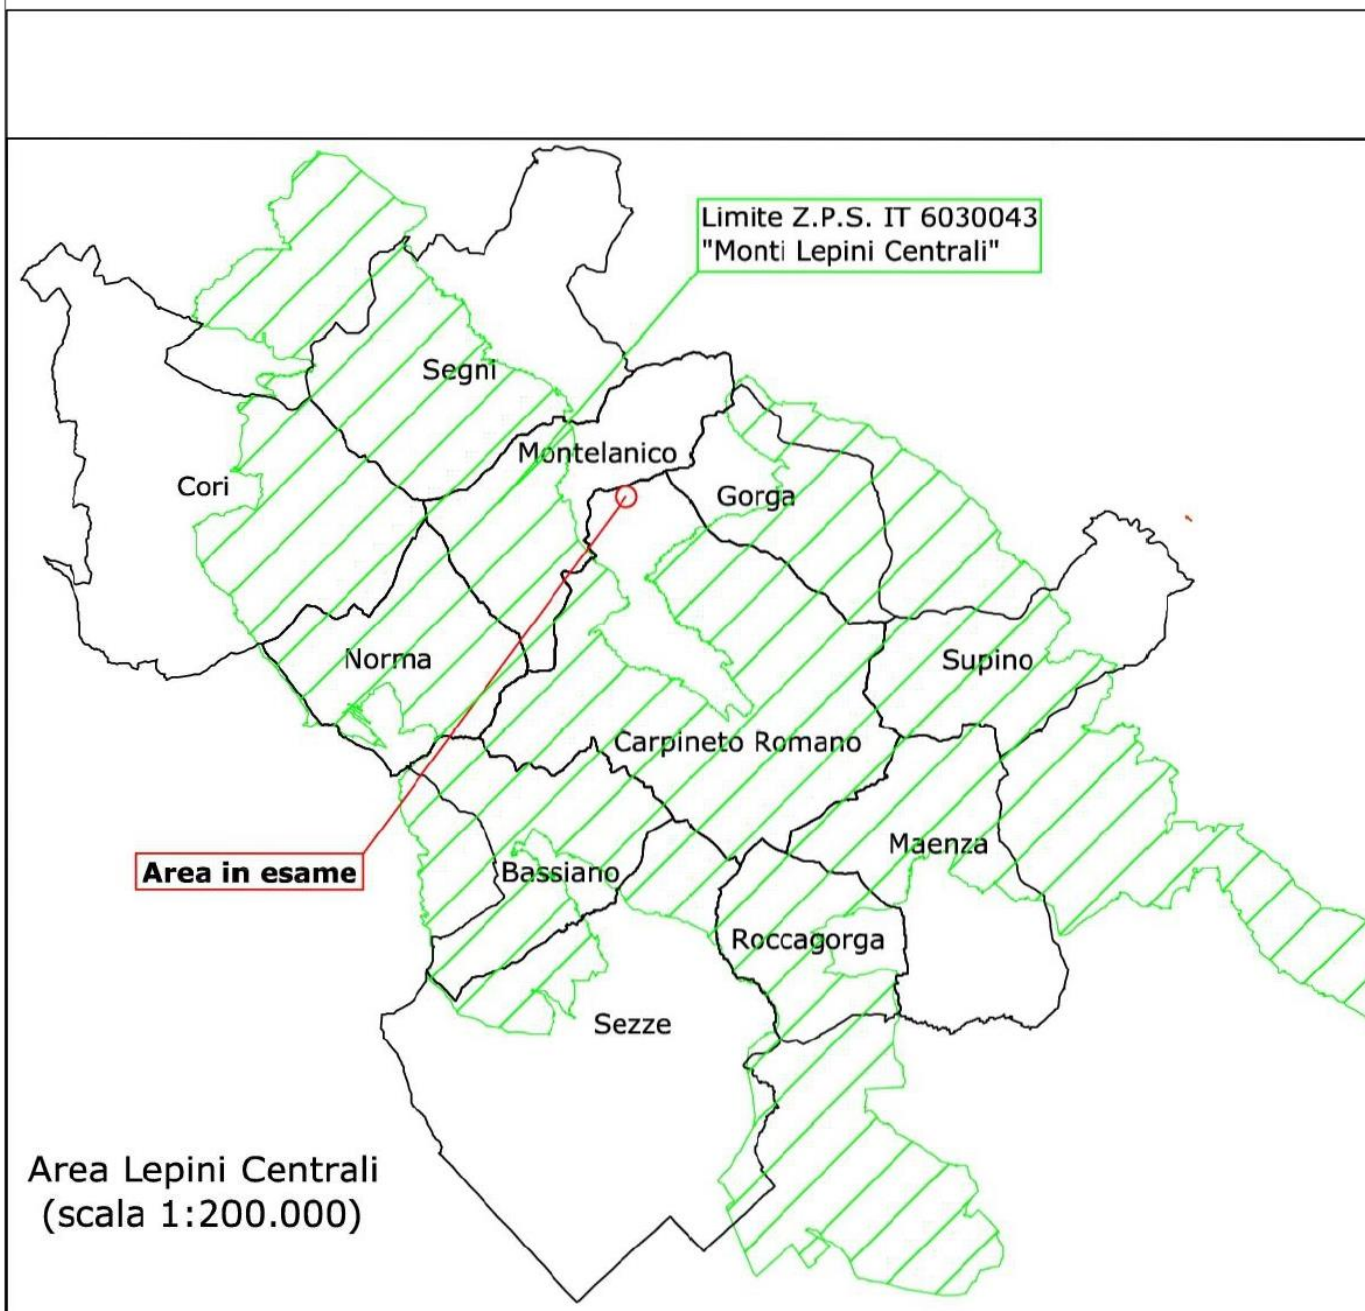 Limite Z.P.S. IT 6030043
"Monti Lepini Centrali"
Segni
Montelanico
Cori
Gorga
Norma
Supino
Carpineto Romano
Maenza
Area in esame
Bassiano
Roccagorga
Sezze
Area Lepini Centrali
(scala 1:200.000)